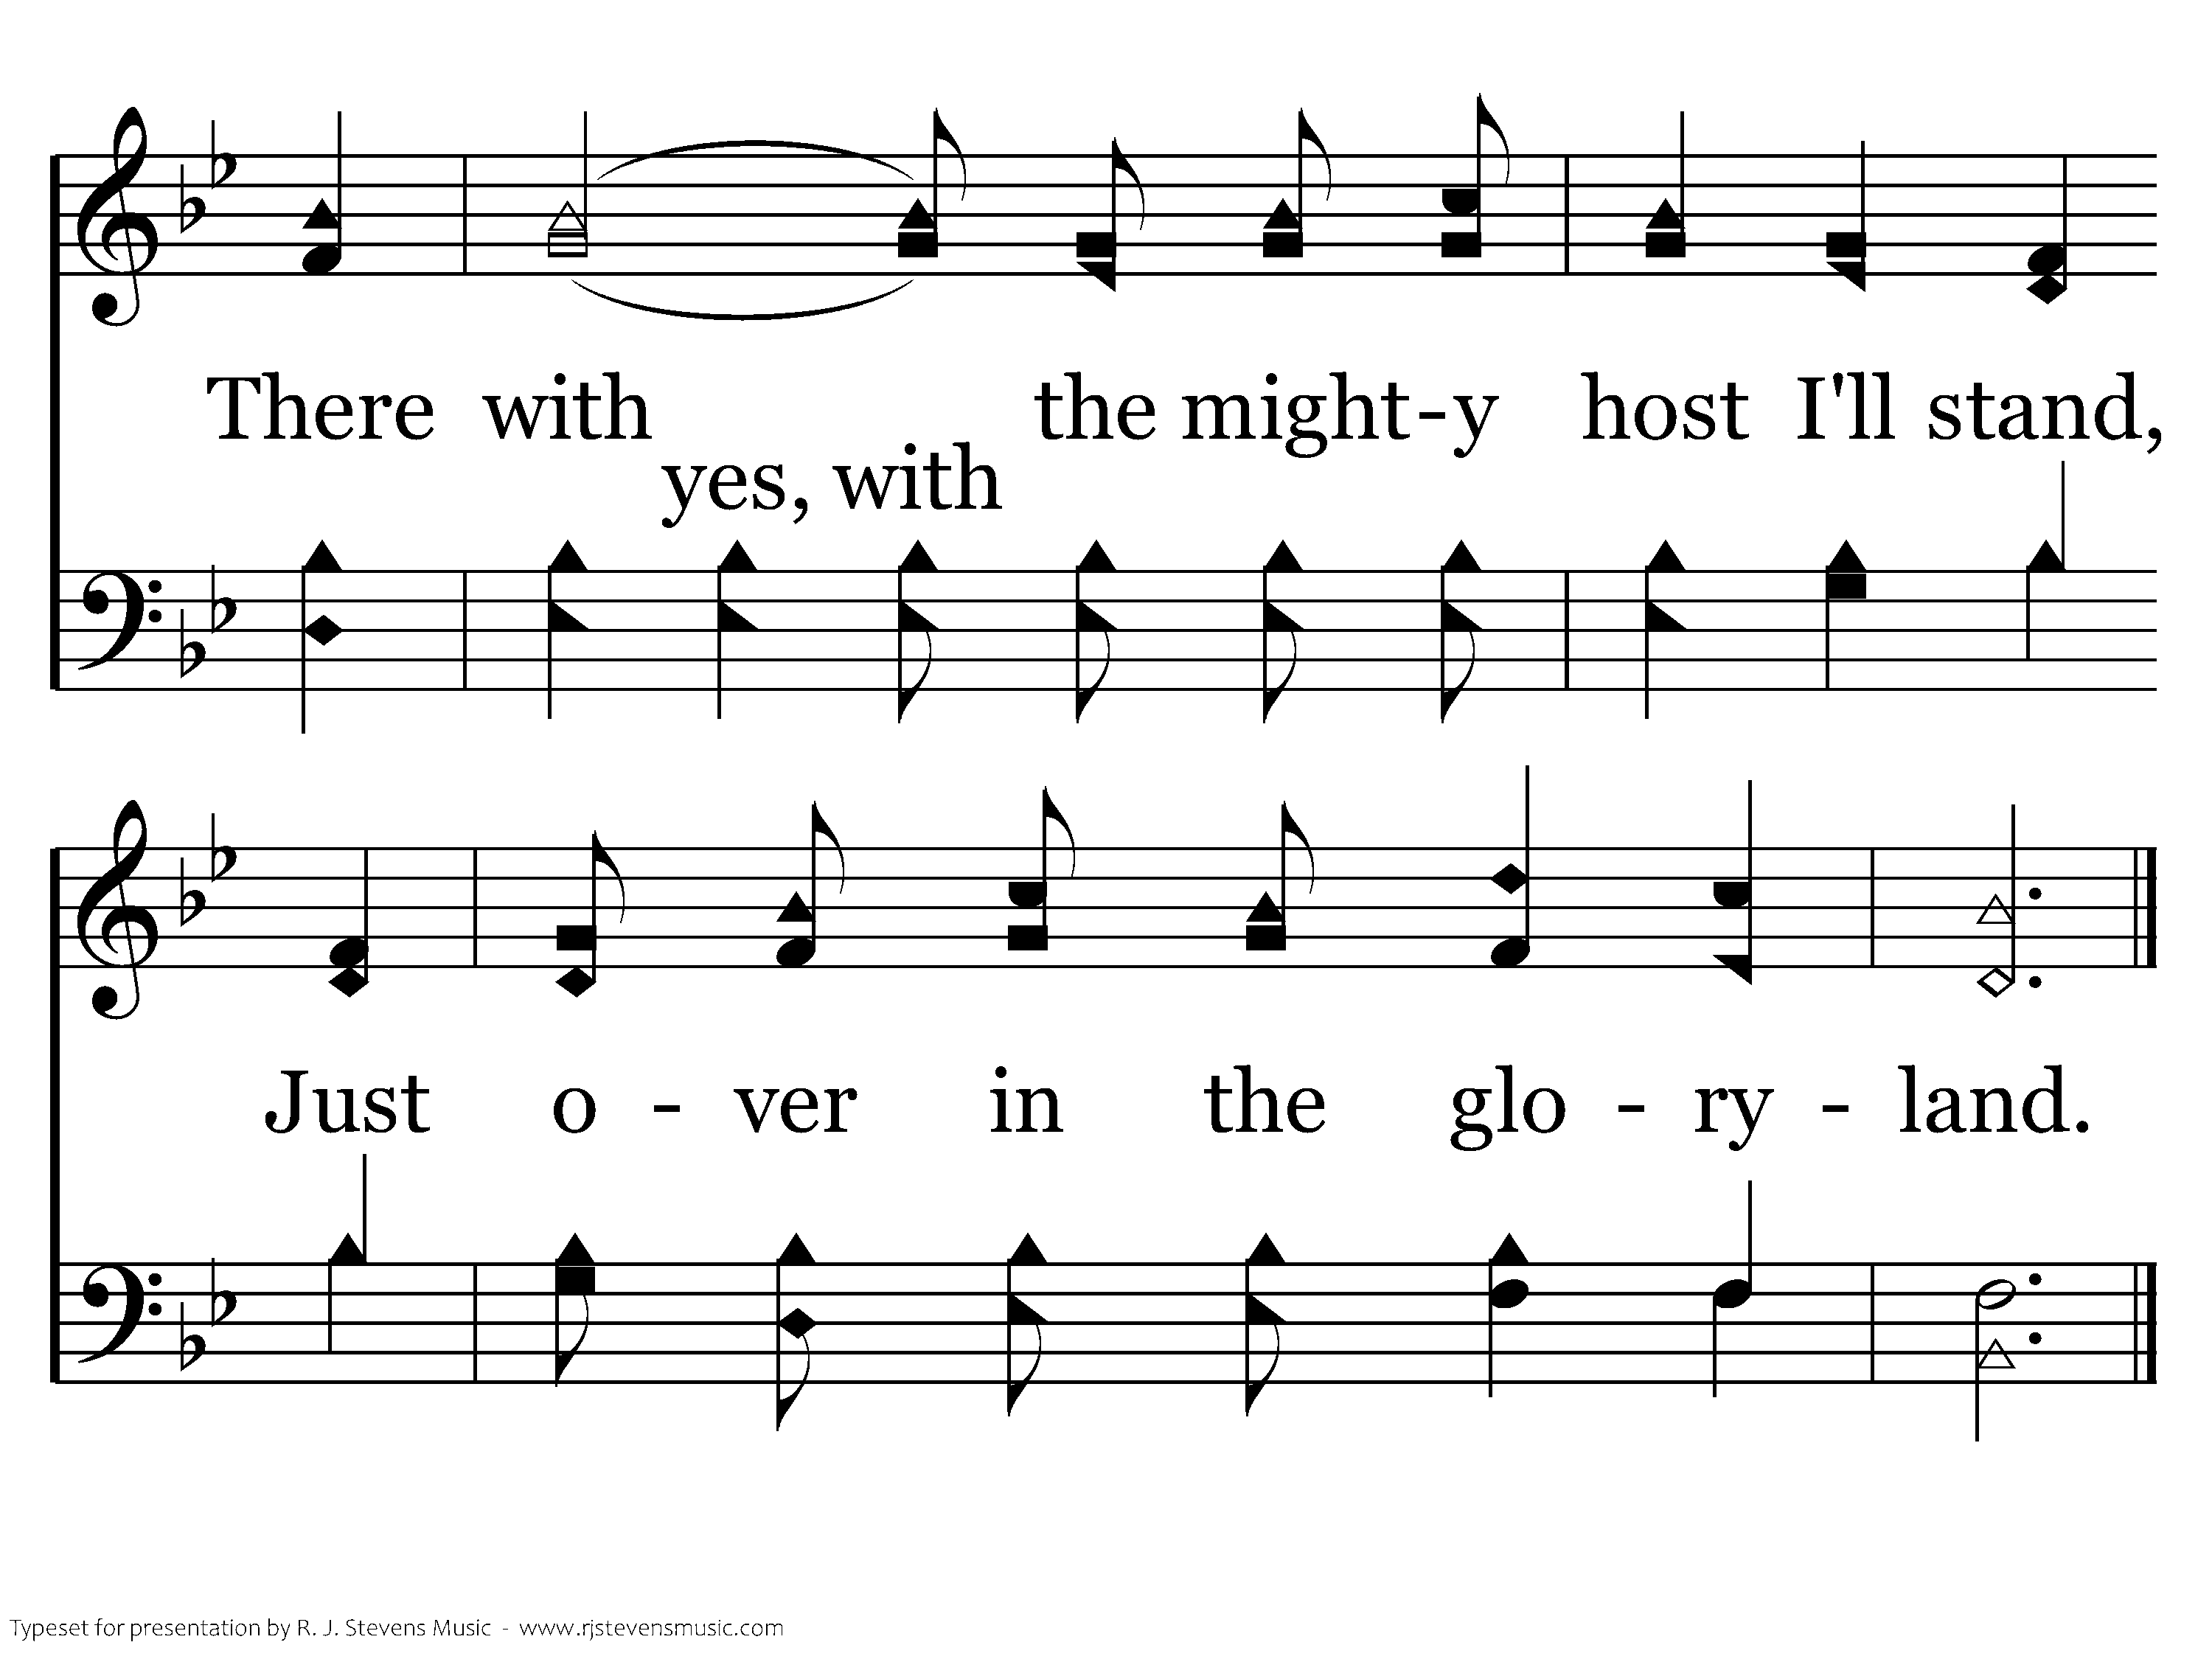 There with the might-y host I'll stand,
yes, with
Just o - ver in the glo - ry - land.
Typeset for presentation by R. J. Stevens Music - www.rjstevensmusic.com